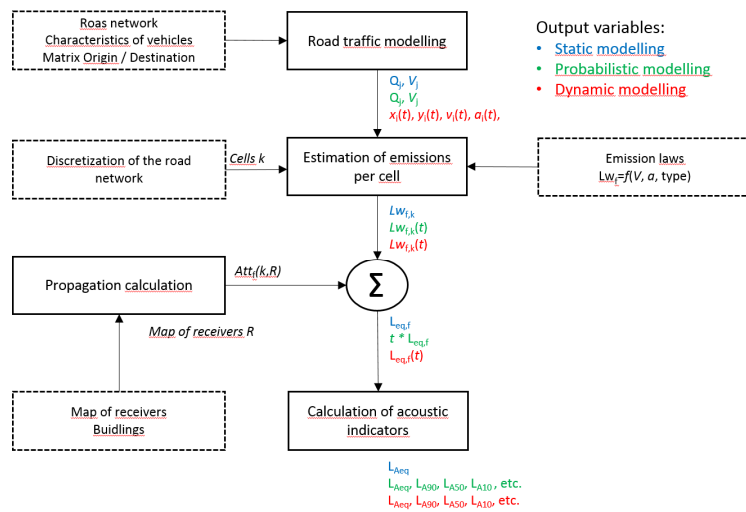 Roas network
Characteristics of vehicles
Matrix Origin / Destination
Road traffic modelling
Output variables:
• Static modelling
• Probabilistic modelling
• Dynamic modelling
Qj, Vj
Qj, Vj
xi(t), yi(t), vi(t), ai(t),
Discretization of the road
network
Cells k
Estimation of emissions
per cell
Emission laws
Lwf=f(V, a, type)
Lwf,k
Lwf,k(t)
Lwf,k(t)
Propagation calculation
Attf(k,R)
Σ
Map of receivers R
Leq,f
t * Leq,f
Leq,f(t)
Map of receivers
Buidlings
Calculation of acoustic
indicators
LAeq
LAeq, LA90, LA50, LA10, etc.
LAeq, LA90, LA50, LA10, etc.